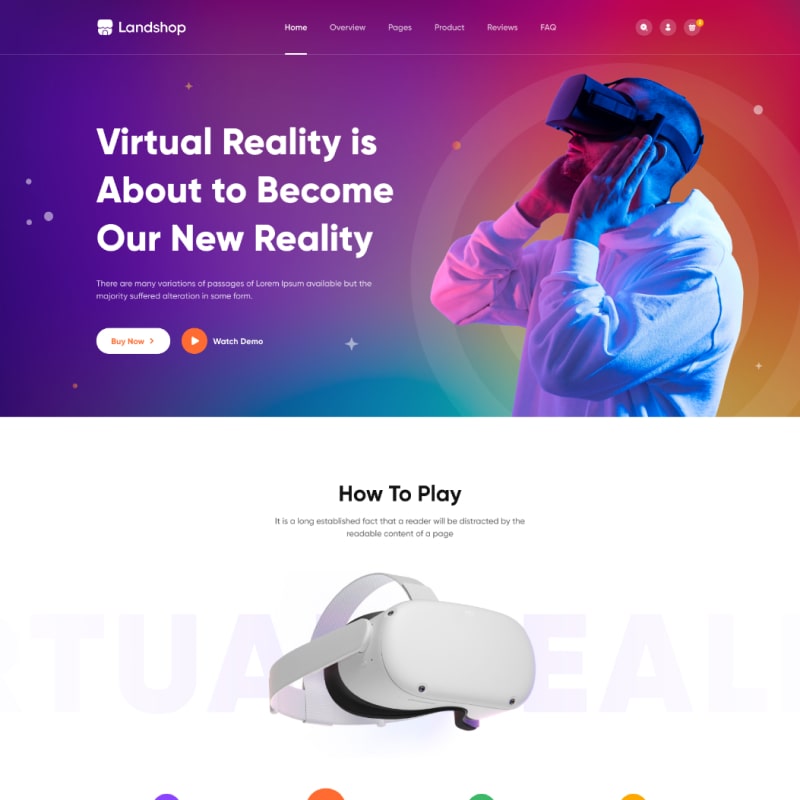 Landshop
Home Overview Pages Product Reviews FAQ
Virtual Reality is
About to Become
Our New Reality
There are many variations of passages of Lorem Ipsum available but the
majority suffered alteration in some form.
Buy Now
Watch Demo
How To Play
It is a long established fact that a reader will be distracted by the
readable content of a page
RTUA EALI